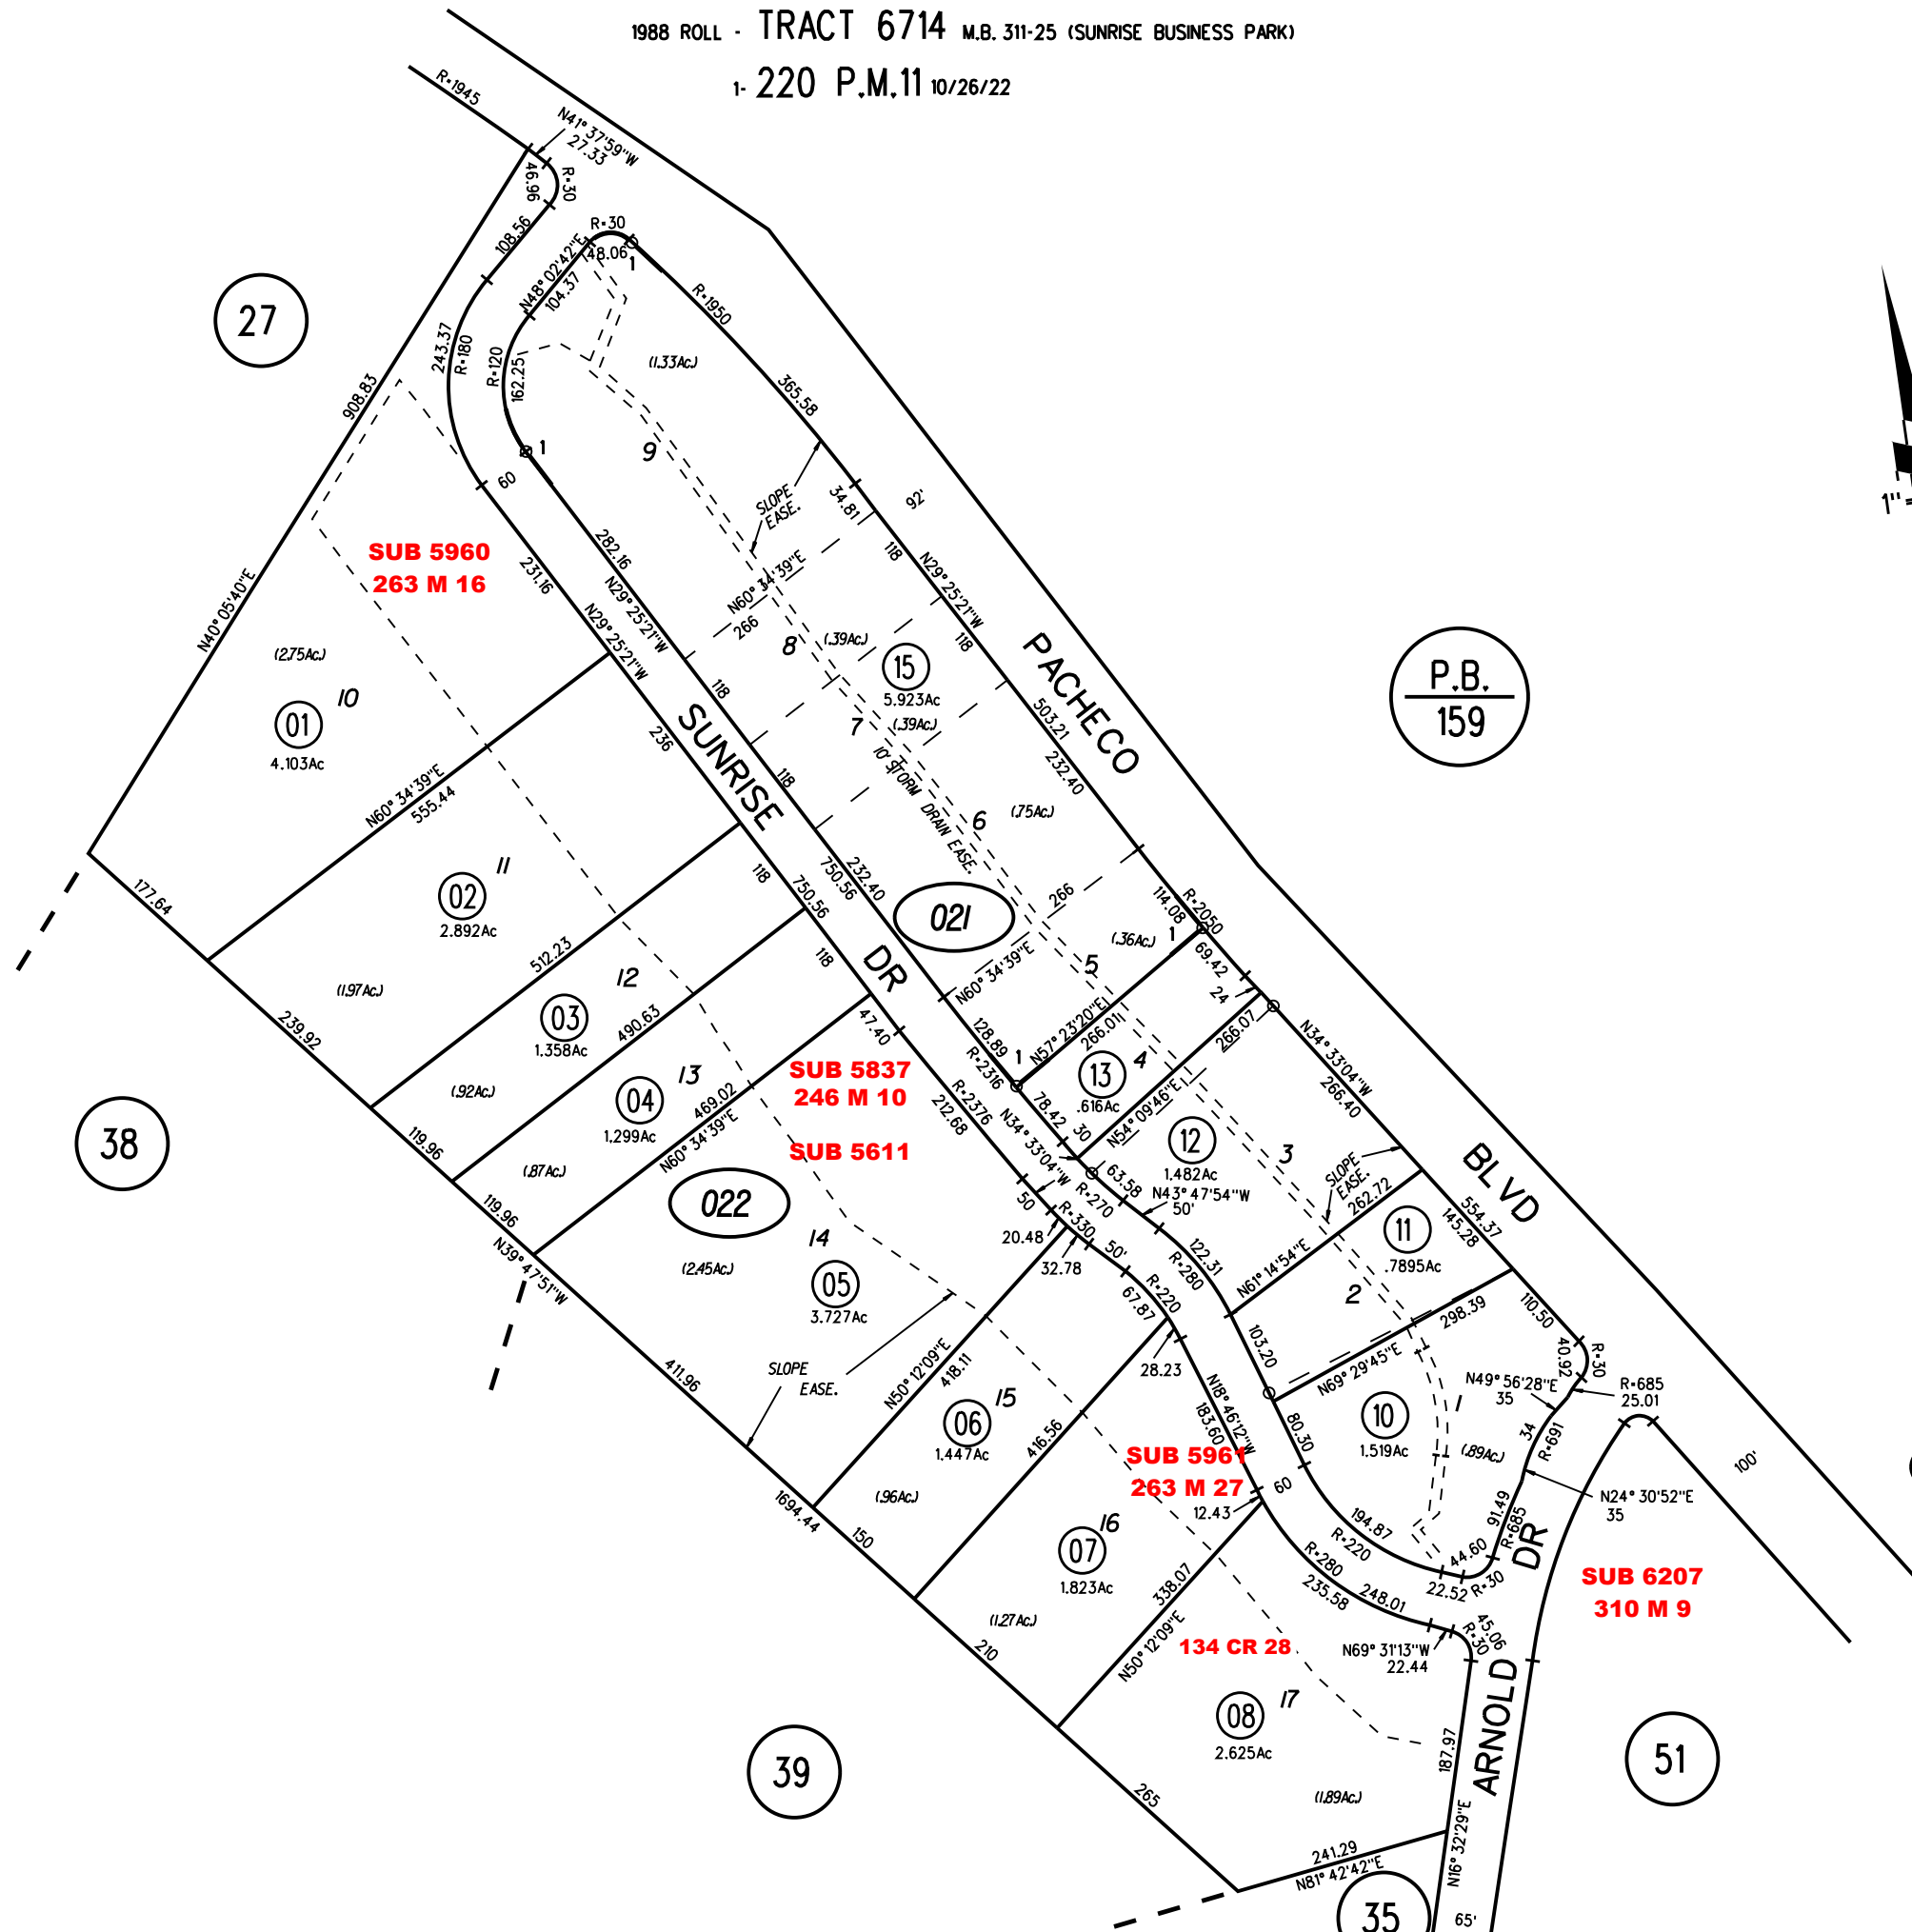 1988 ROLL - TRACT 6714 M.B. 311-25 (SUNRISE BUSINESS PARK)
1- 220 P.M.11 10/26/22
R=1945
N41°37'59"W
27.33
46.96
R=30
108.56
R=30
48.06
1
N48°02'42"E
104.37
R=1950
27
243.37
R=180
R=120
162.25
(1.33Ac.)
365.58
908.83
9
1
60
34.81
92'
SLOPE
EASE.
1"=
SUB 5960
263 M 16
282.16
231.16
118
N29°25'21"W
N60°34'39"E
266
N40°05'40"E
N29°25'21"W
N29°25'21"W
(2.75Ac.)
8
(.39Ac.)
118
15
5.923Ac
PACHECO
P.B.
159
10
01
4.103Ac
118
SUNRISE
236
7
(.39Ac.)
503.21
232.40
10' STORM DRAIN EASE.
118
N60°34'39"E
555.44
6
(.75Ac.)
11
02
2.892Ac
118
750.56
232.40
750.56
177.64
021
266
114.08
R=2050
1
(.36Ac.)
5
512.23
118
DR
N60°34'39"E
69.42
24
12
(1.97Ac.)
03
1.358Ac
239.92
490.63
47.40
128.89
R=2316
1
N57°23'20"E
266.01
266.07
N34°33'04"W
266.40
4
13
.616Ac
SUB 5837
246 M 10
13
04
1.299Ac
(.92Ac.)
469.02
N60°34'39"E
R=2376
212.68
78.42
30
N54°09'46"E
38
119.96
(.87Ac.)
SUB 5611
N34°33'04"W
12
1.482Ac
3
SLOPE
EASE.
BLVD
022
50
63.58
R=270
N43°47'54"W
50'
262.72
119.96
N39°47'51"W
14
(2.45Ac.)
05
3.727Ac
20.48
R=330
32.78
50'
122.31
R=280
11
.7895Ac
554.37
145.28
N61°14'54"E
R=220
67.87
2
298.39
110.50
411.96
SLOPE
EASE.
N50°12'09"E
418.11
28.23
103.20
N69°29'45"E
40.92
R=30
N49°56'28"E
35
R=685
25.01
15
06
1.447Ac
416.56
N18°46'12"W
183.60
80.30
10
1.519Ac
1
(.89Ac.)
34
R=691
SUB 5961
263 M 27
100'
(.96Ac.)
60
12.43
N24°30'52"E
35
1694.44
150
16
07
1.823Ac
194.87
R=220
91.49
R=685
44.60
22.52
R=30
DR
338.07
N50°12'09"E
R=280
235.58
248.01
SUB 6207
310 M 9
(1.27Ac.)
210
134 CR 28
N69°31'13"W
22.44
45.06
R=30
17
08
2.625Ac
ARNOLD
187.97
39
51
265
(1.89Ac.)
241.29
N81°42'42"E
N16°32'29"E
35
65'